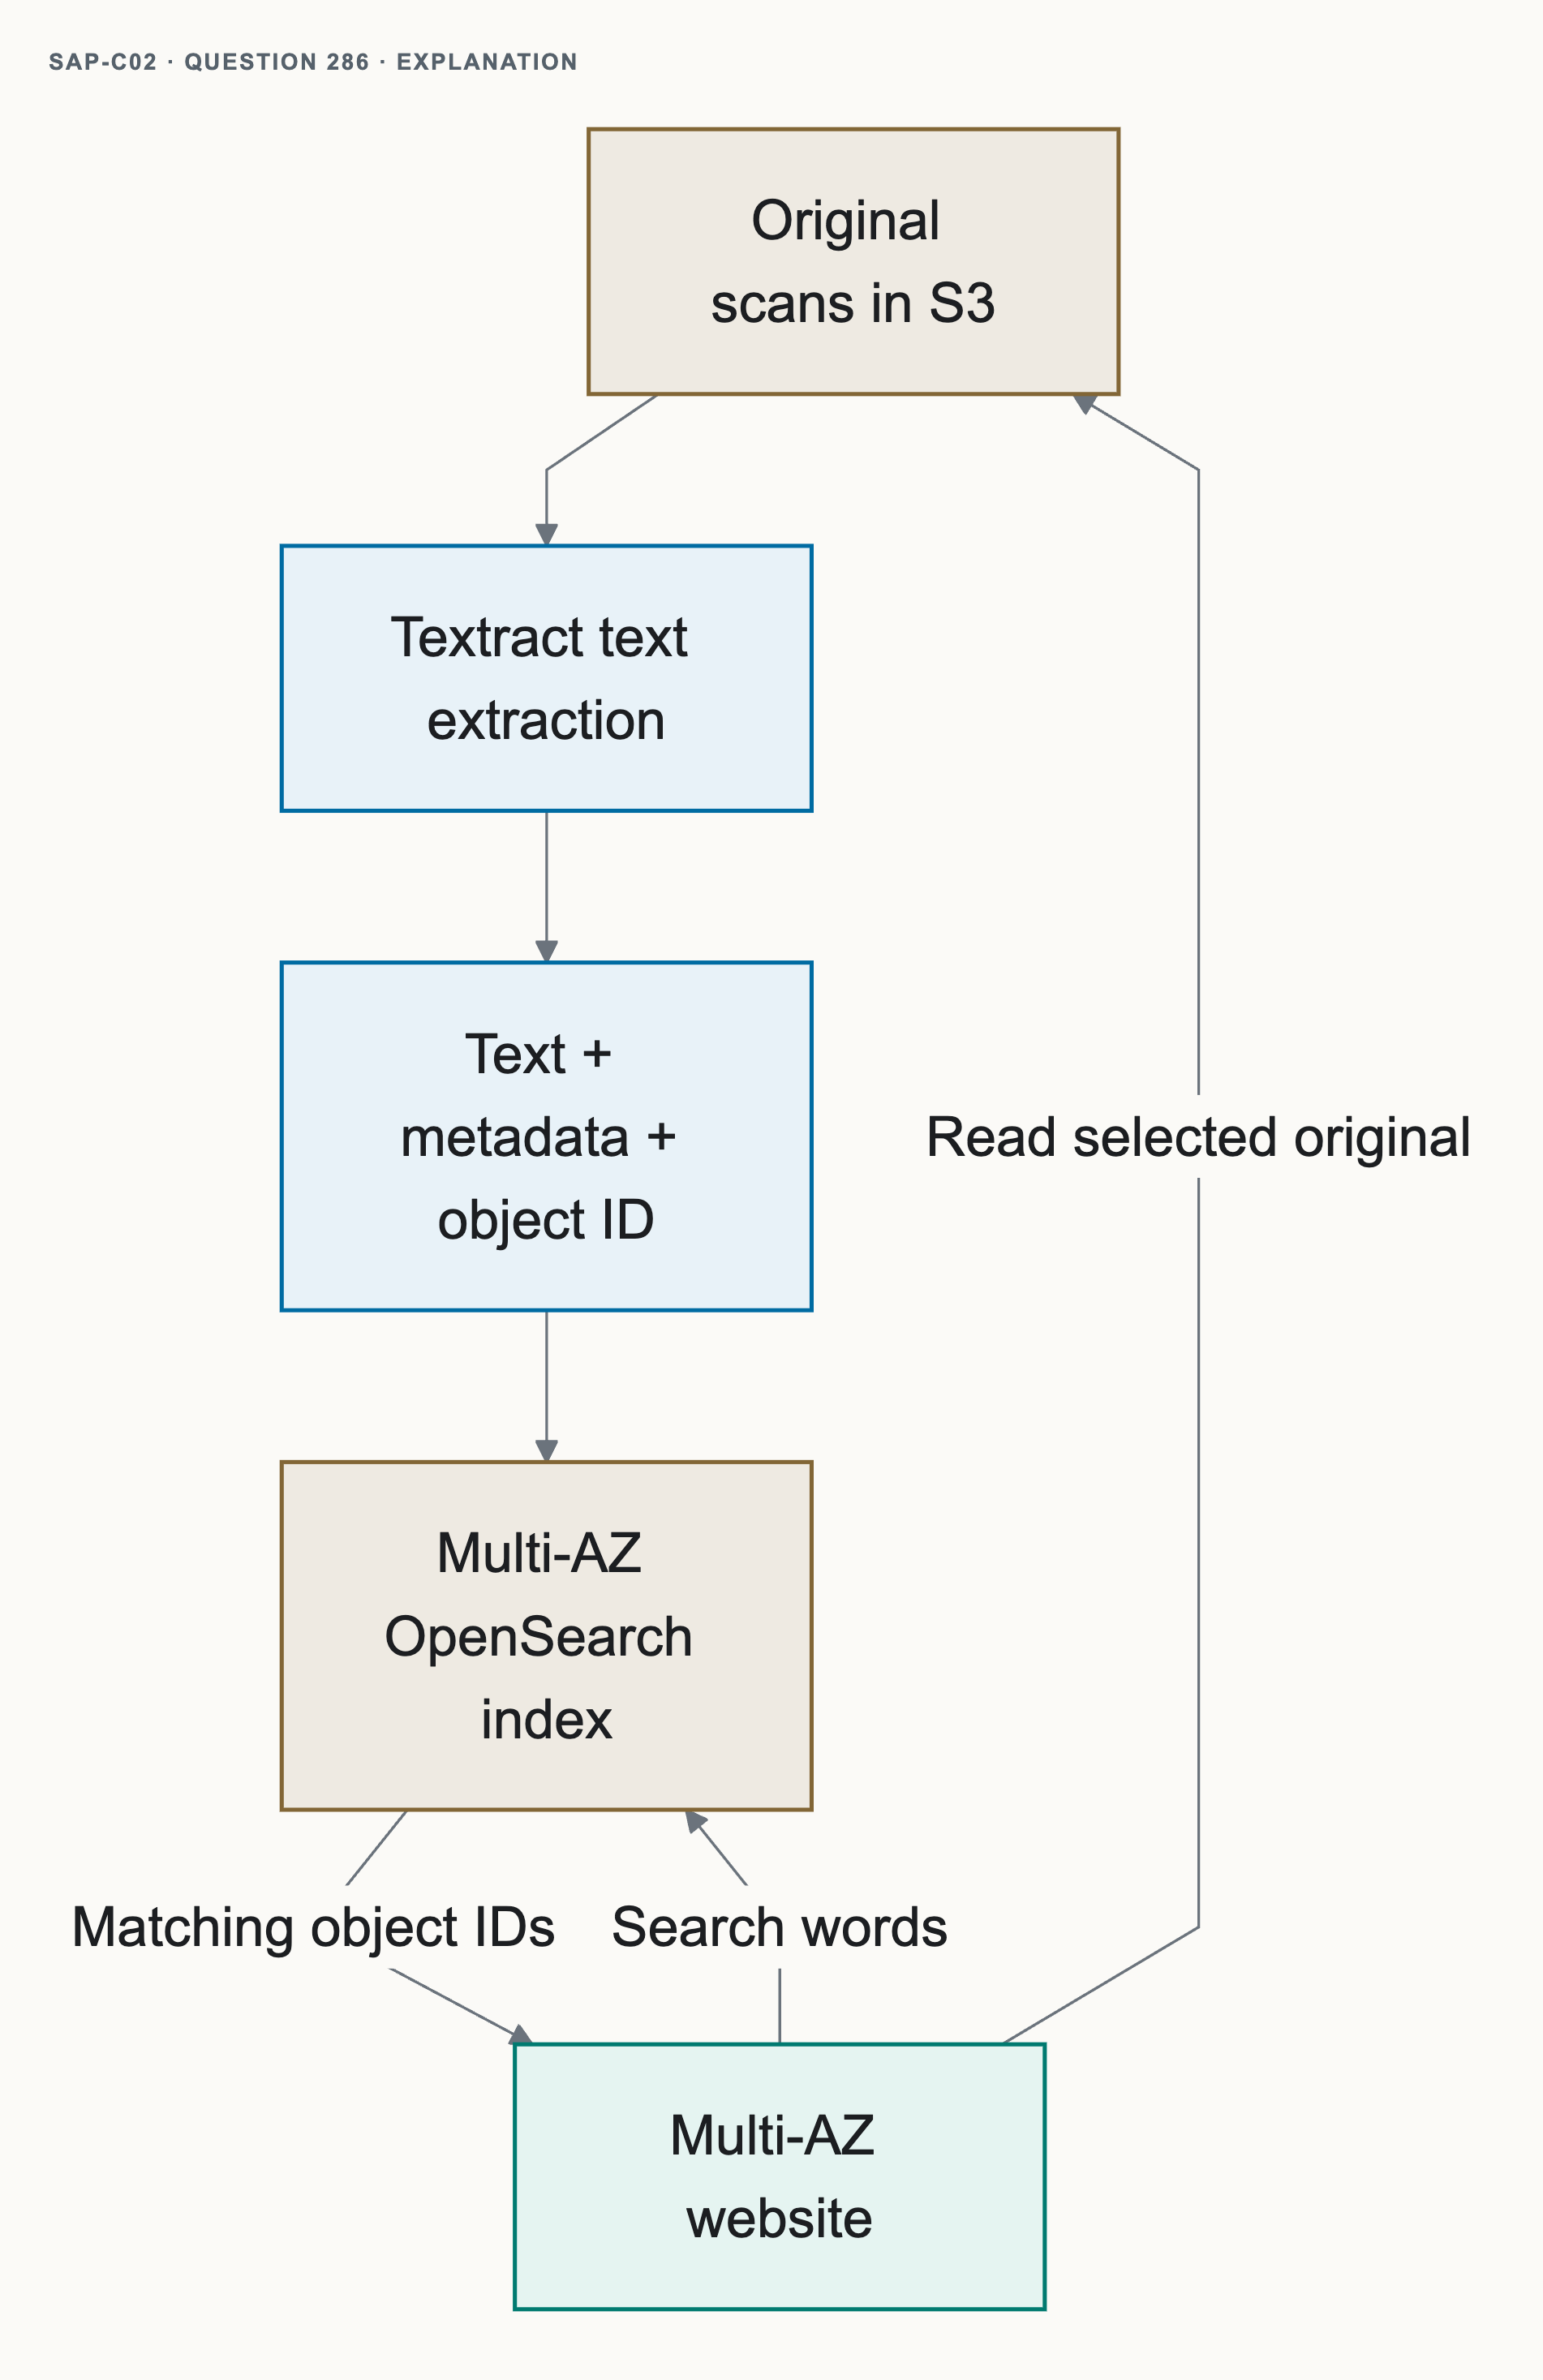 SAP-C02 · QUESTION 286 · EXPLANATION
Original
scans in S3
Textract text
extraction
Text +
metadata +
object ID
Read selected original
Multi-AZ
OpenSearch
index
Matching object IDs
Search words
Multi-AZ
website